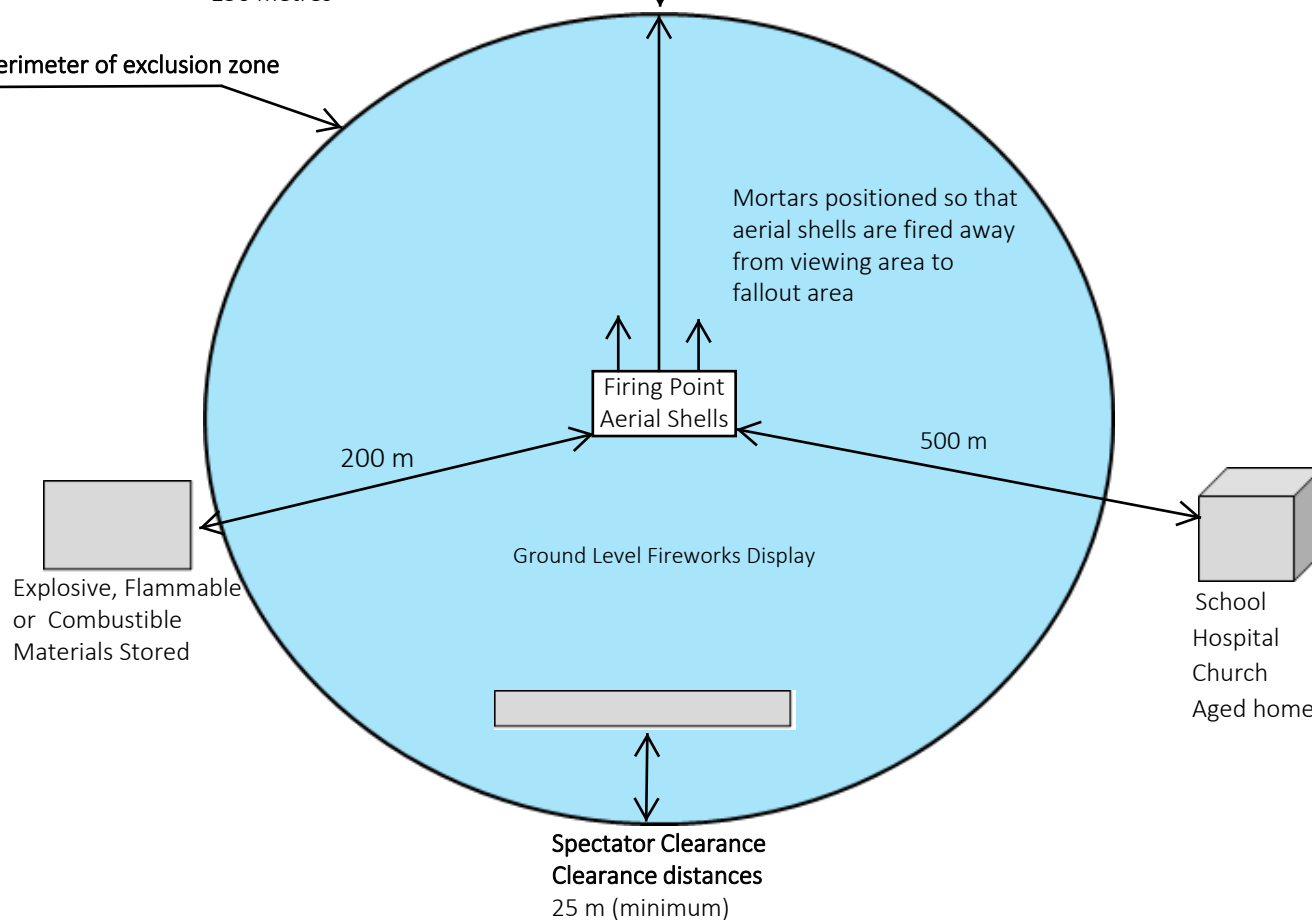 metres
erimeter of exclusion zone
Mortars positioned so that
aerial shells are fired away
from viewing area to
fallout area
Firing Point
Aerial Shells
200 m
500 m
Ground Level Fireworks Display
Explosive, Flammable
or Combustible
Materials Stored
School
Hospital
Church
Aged home
Spectator Clearance
Clearance distances
25 m (minimum)